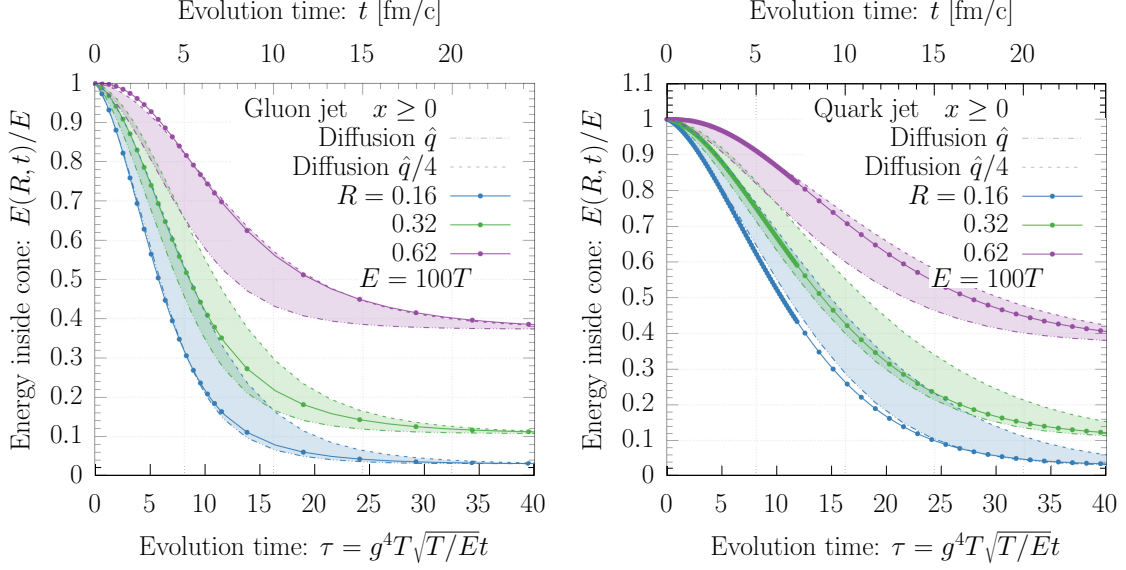 Evolution time: t [fm/c]
0 5 10 15 20
1
0.9
0.8
0.7
0.6
0.5
0.4
0.3
0.2
0.1
0
Energy inside cone: E(R, t)/E
Gluon jet x ≥ 0
Diffusion q̂
Diffusion q̂/4
R = 0.16
0.32
0.62
E = 100T
0 5 10 15 20 25 30 35 40
Evolution time: τ = g⁴T√T/Et
Evolution time: t [fm/c]
0 5 10 15 20
1.1
1
0.9
0.8
0.7
0.6
0.5
0.4
0.3
0.2
0.1
0
Energy inside cone: E(R, t)/E
Quark jet x ≥ 0
Diffusion q̂
Diffusion q̂/4
R = 0.16
0.32
0.62
E = 100T
0 5 10 15 20 25 30 35 40
Evolution time: τ = g⁴T√T/Et